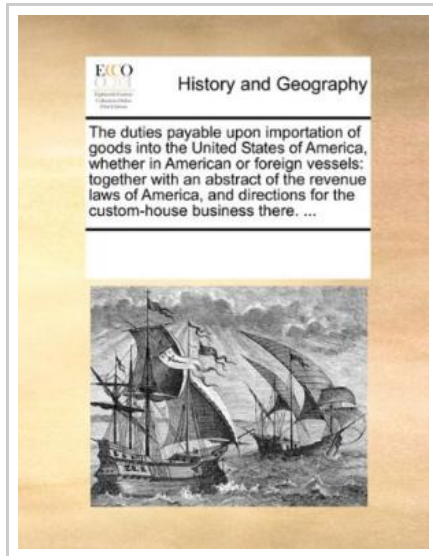 ECCO
History and Geography
The duties payable upon importation of
goods into the United States of America,
whether in American or foreign vessels:
together with an abstract of the revenue
laws of America, and directions for the
custom-house business there. ...